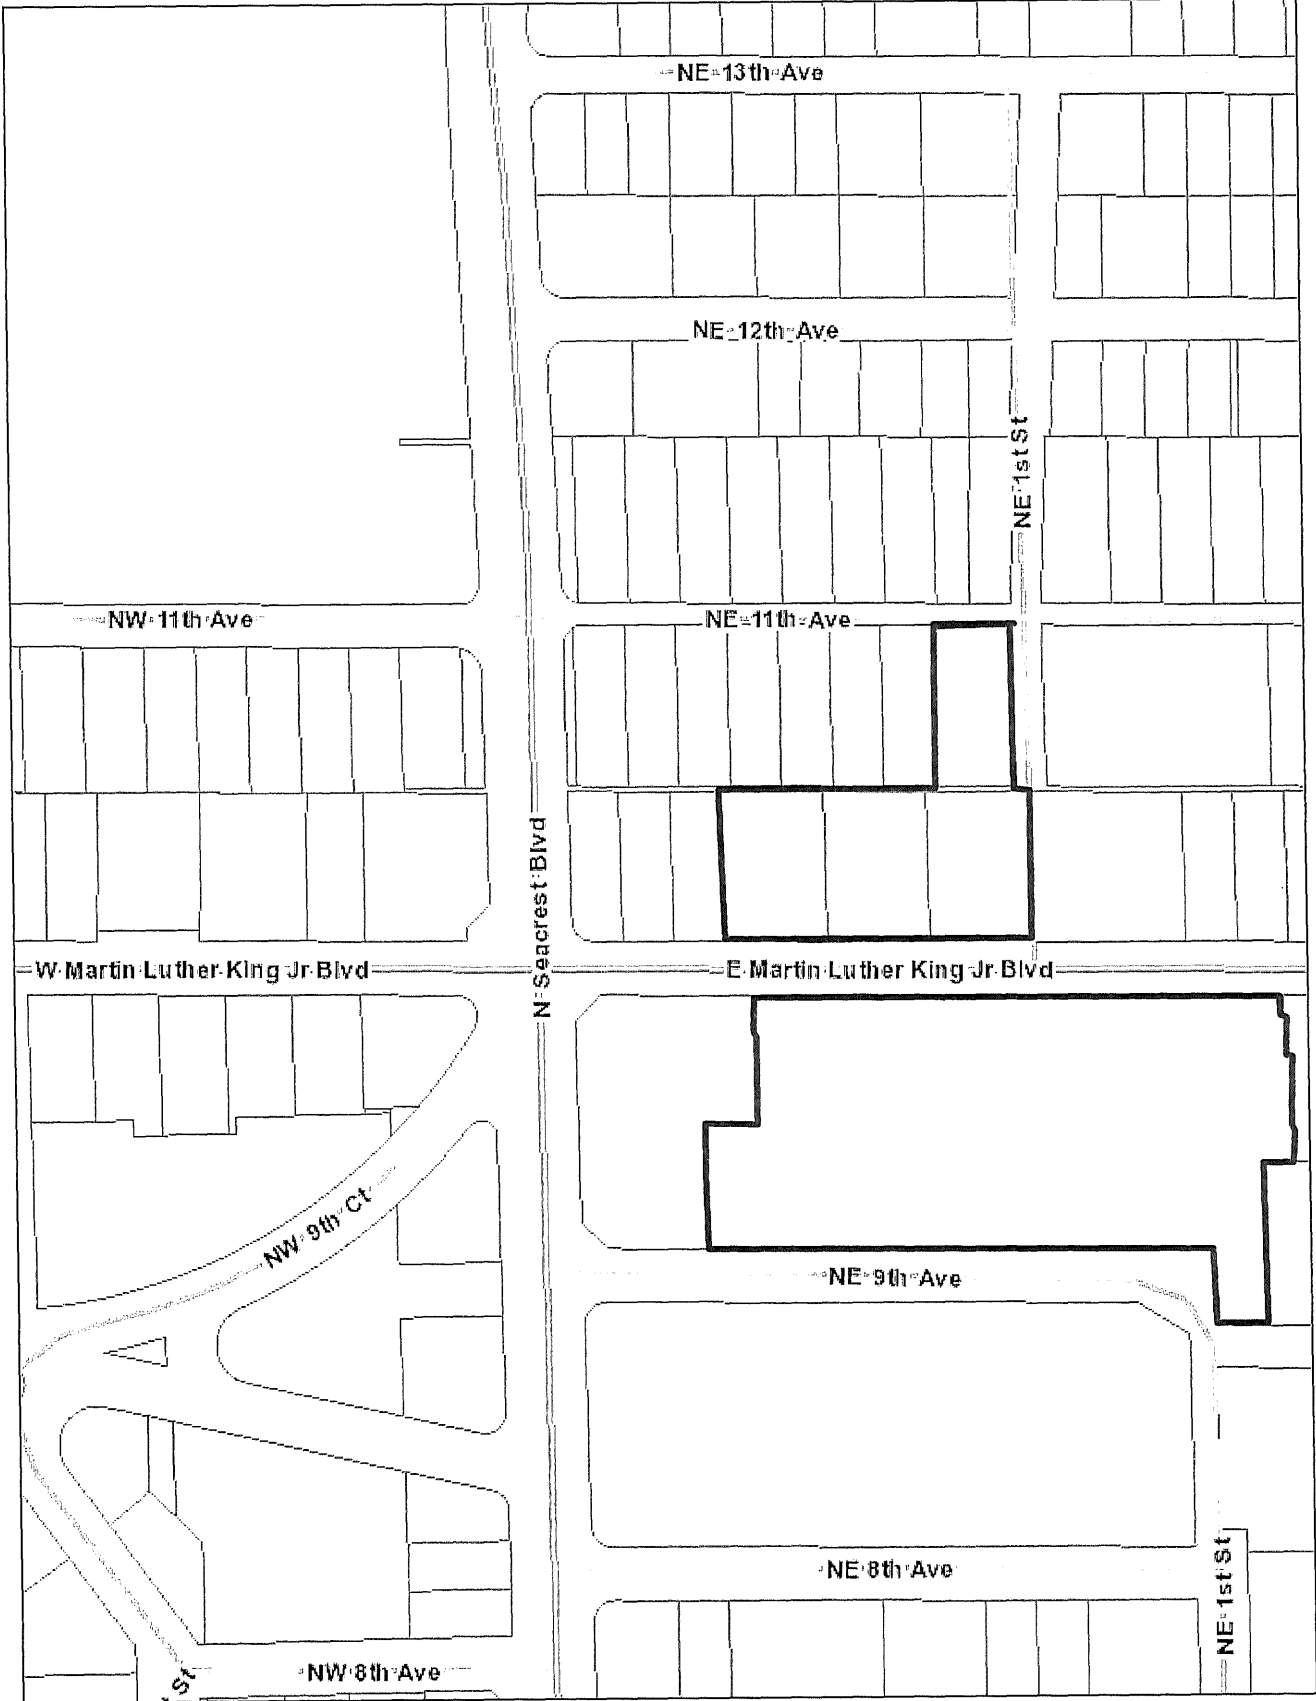 NE 13th Ave
NE 12th Ave
NE 1st St
NW 11th Ave
NE 11th Ave
N Seacrest Blvd
W Martin Luther King Jr Blvd
E Martin Luther King Jr Blvd
NW 9th Ct
NE 9th Ave
NE 8th Ave
NE 1st St
NW 8th Ave
St